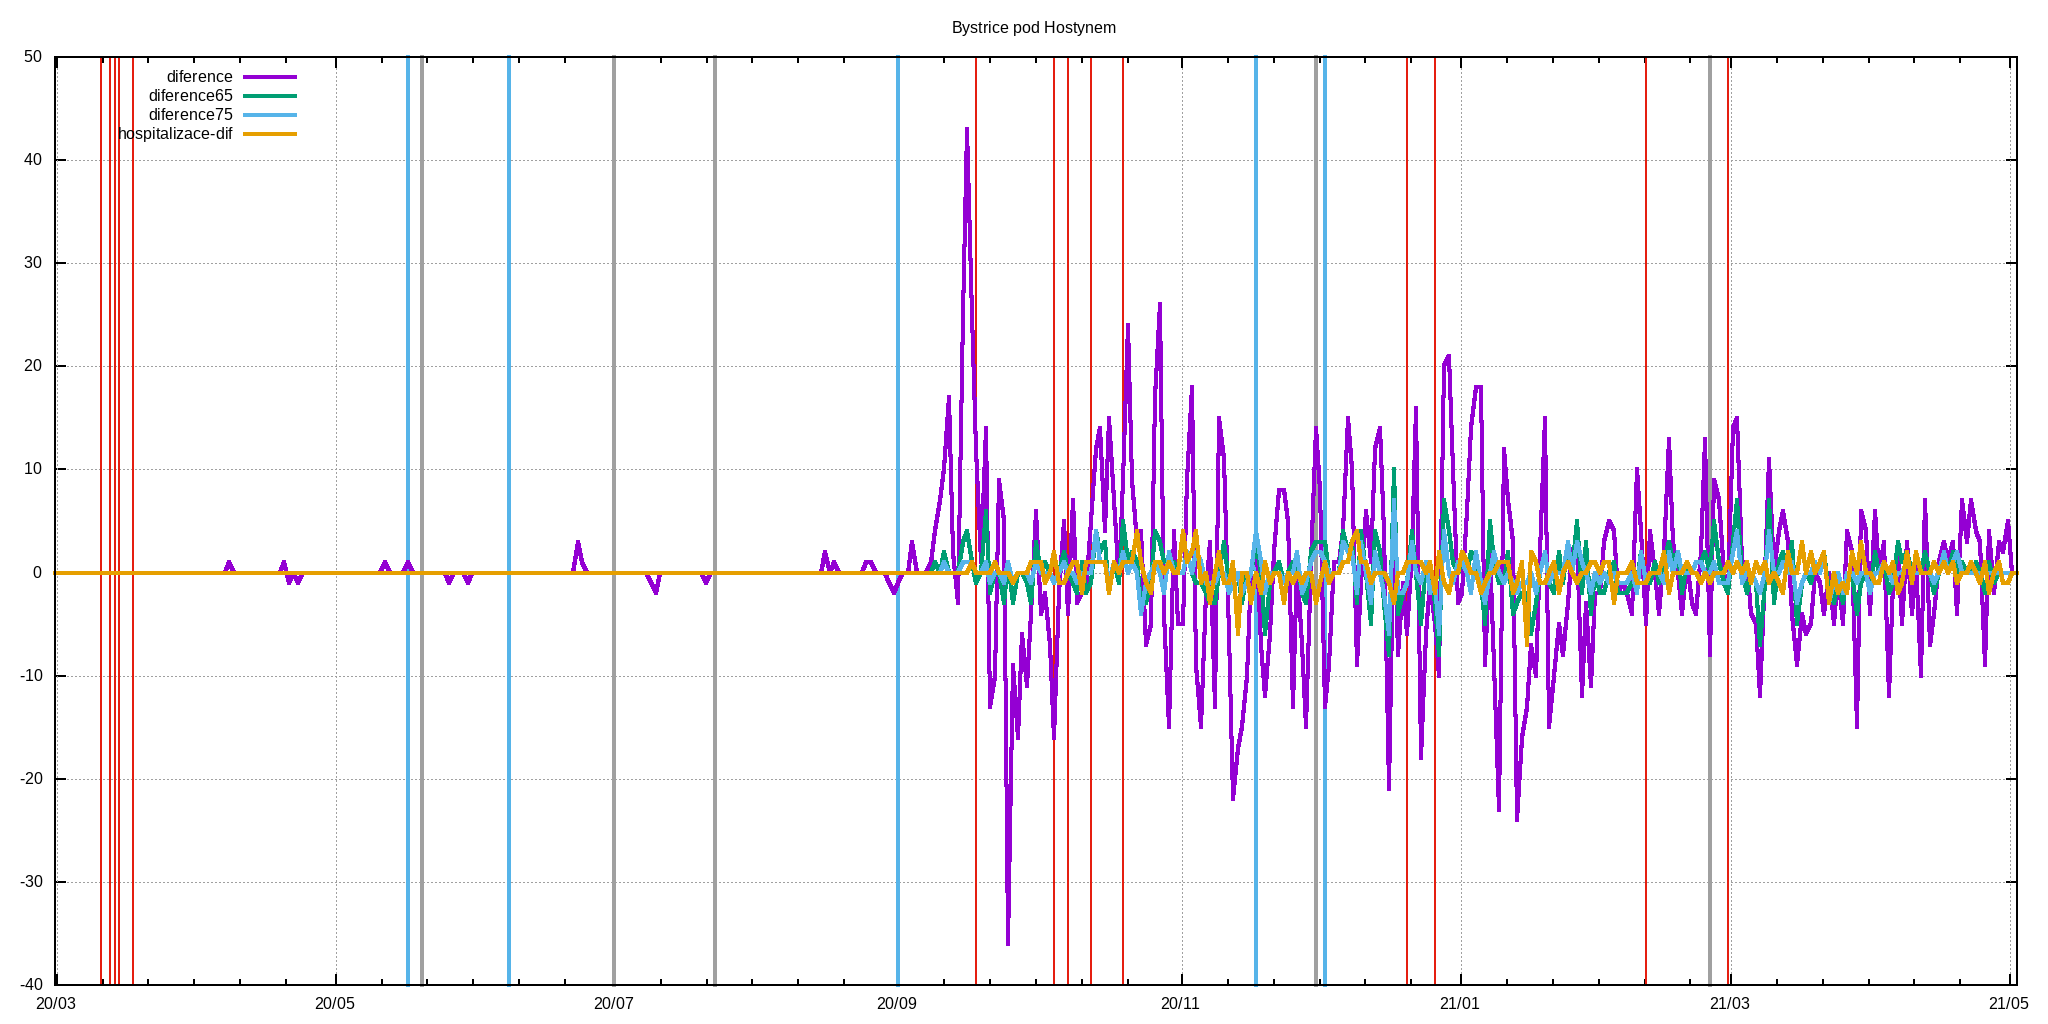 Bystrice pod Hostynem
50
diference
diference65
diference75
hospitalizace-dif
40
30
20
10
0
-10
-20
-30
-40
20/03 20/05 20/07 20/09 20/11 21/01 21/03 21/05